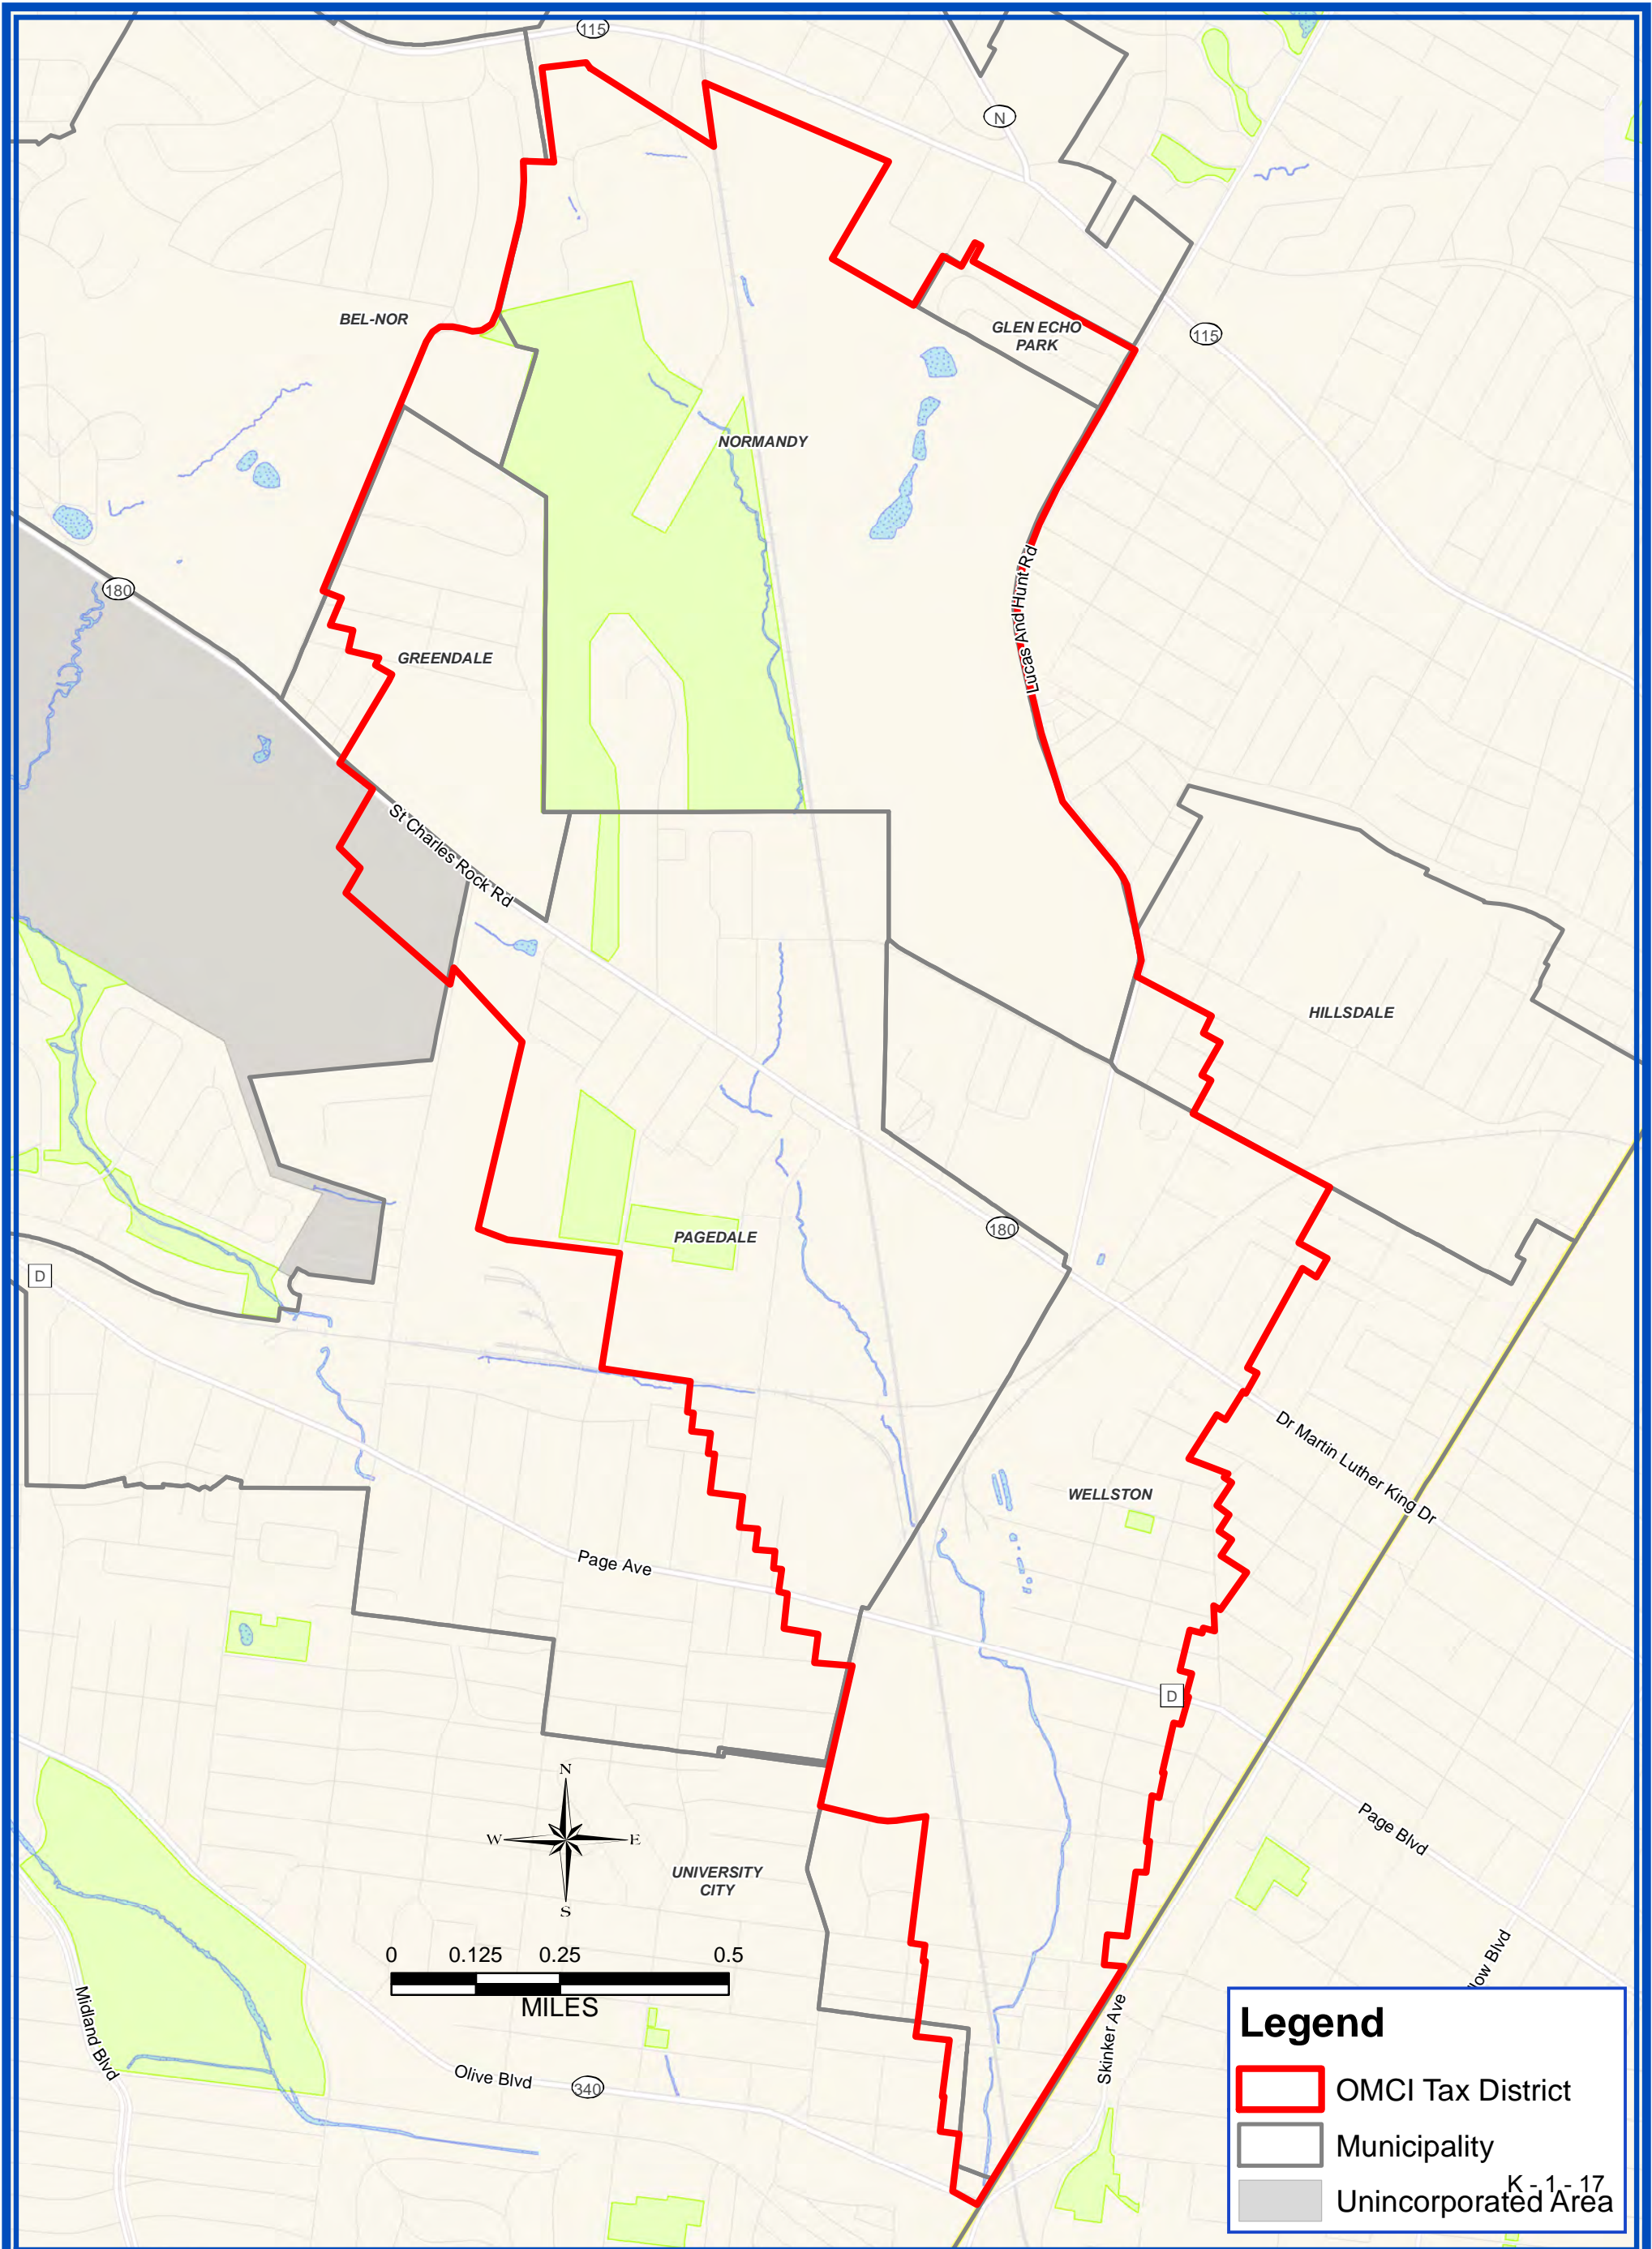 115
N
BEL-NOR
GLEN ECHO
PARK
115
NORMANDY
Lucas And Hunt Rd
180
GREENDALE
St Charles Rock Rd
HILLSDALE
180
PAGEDALE
D
Dr Martin Luther King Dr
WELLSTON
Page Ave
D
N
W
E
S
Page Blvd
UNIVERSITY
CITY
0 0.125 0.25 0.5
MILES
Midland Blvd
Olive Blvd
340
Skinker Ave
low Blvd
Legend
OMCI Tax District
Municipality
K - 1 - 17
Unincorporated Area